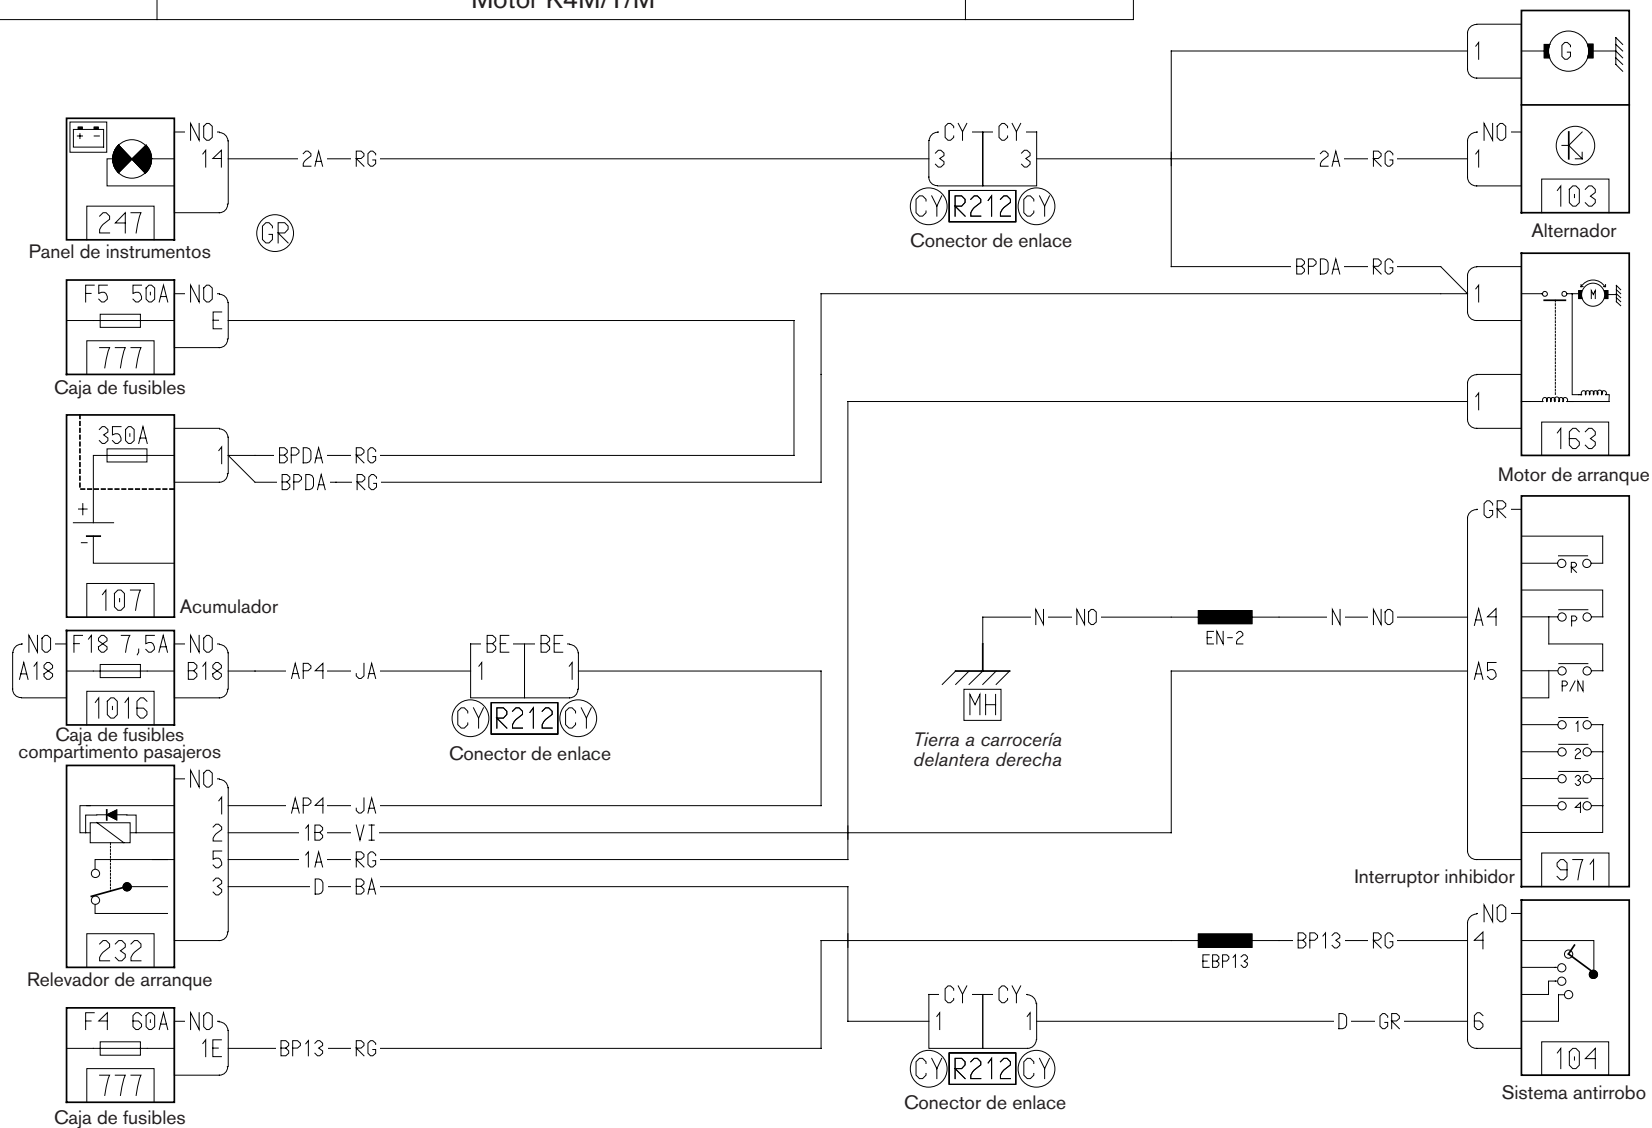 Motor K4M/T/M
1
G
NO
14
2A RG
CY CY
3 3
CY R212 CY
Conector de enlace
2A RG
NO
1
103
Alternador
+ -
247
Panel de instrumentos
GR
F5 50A NO
E
777
Caja de fusibles
BPDA RG
1
M
1
163
Motor de arranque
350A
1
BPDA RG
BPDA RG
+
-
107
Acumulador
NO F18 7,5A NO
A18 B18
1016
Caja de fusibles
compartimento pasajeros
AP4 JA
BE BE
1 1
CY R212 CY
Conector de enlace
MH
Tierra a carrocería
delantera derecha
N NO
EN-2
N NO
GR
A4
A5
R
P
P/N
1
2
3
4
971
Interruptor inhibidor
NO
1 AP4 JA
2 1B VI
5 1A RG
3 D BA
232
Relevador de arranque
F4 60A NO
1E
BP13 RG
777
Caja de fusibles
EBP13
BP13 RG
NO
4
CY CY
1 1
D GR
6
CY R212 CY
Conector de enlace
104
Sistema antirrobo